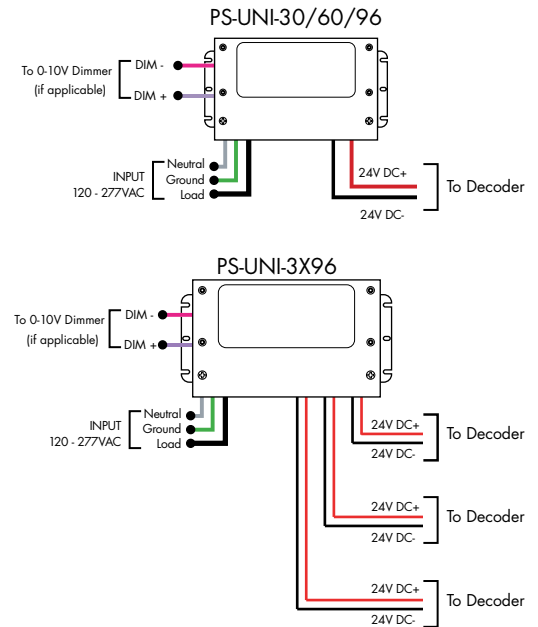 PS-UNI-30/60/96
To 0-10V Dimmer
(if applicable)
DIM -
DIM +
INPUT
120 - 277VAC
Neutral
Ground
Load
24V DC+
24V DC-
To Decoder
PS-UNI-3X96
To 0-10V Dimmer
(if applicable)
DIM -
DIM +
INPUT
120 - 277VAC
Neutral
Ground
Load
24V DC+
24V DC-
To Decoder
24V DC+
24V DC-
To Decoder
24V DC+
24V DC-
To Decoder